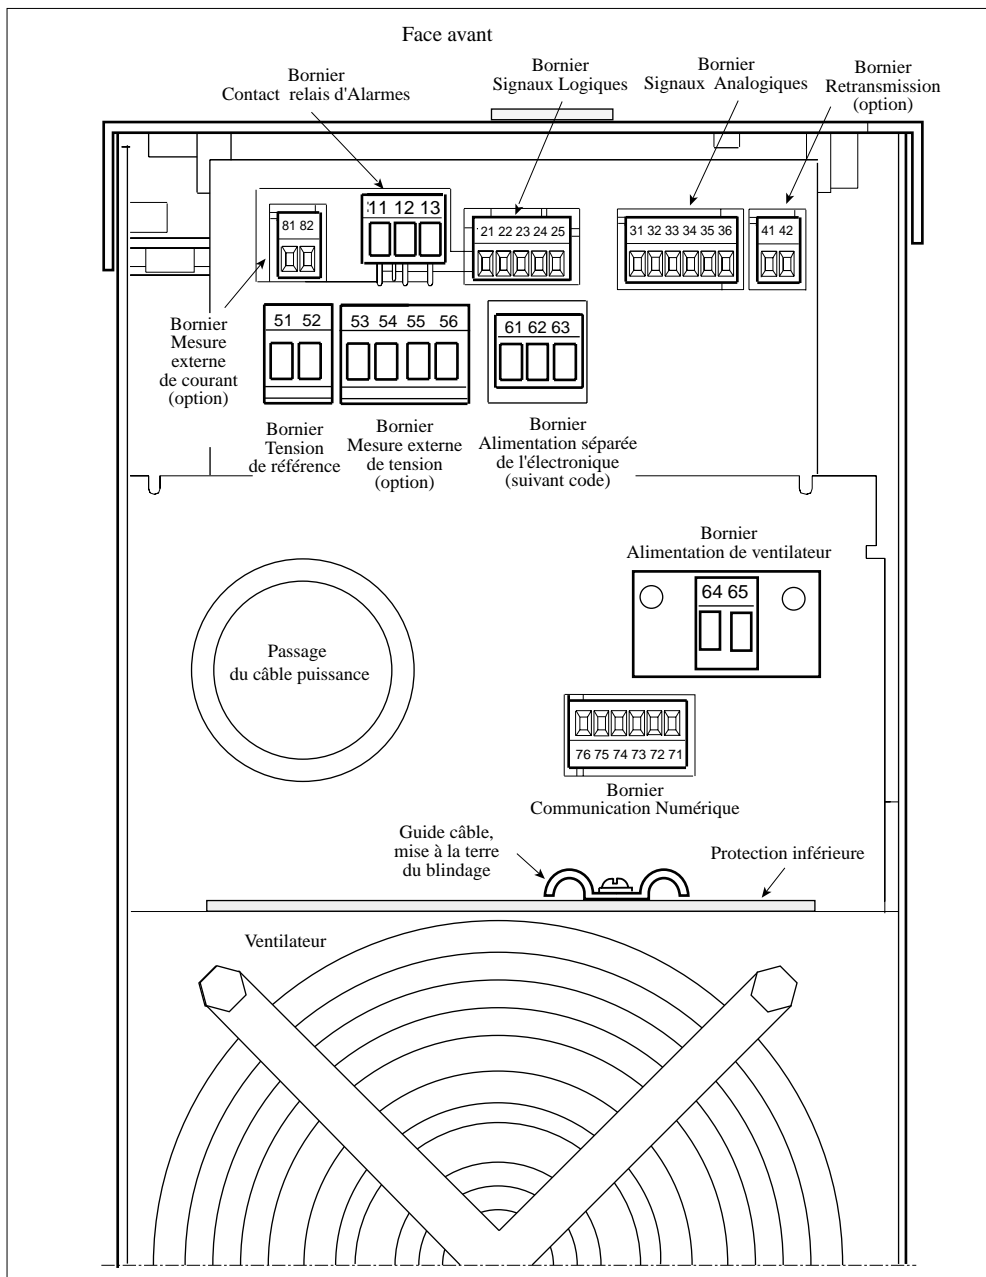 Face avant
Bornier
Contact relais d'Alarmes
Bornier
Signaux Logiques
Bornier
Signaux Analogiques
Bornier
Retransmission
(option)
81 82
11 12 13
21 22 23 24 25
31 32 33 34 35 36
41 42
Bornier
Mesure
externe
de courant
(option)
51 52
53 54 55 56
61 62 63
Bornier
Tension
de référence
Bornier
Mesure externe
de tension
(option)
Bornier
Alimentation séparée
de l'électronique
(suivant code)
Bornier
Alimentation de ventilateur
64 65
Passage
du câble puissance
76 75 74 73 72 71
Bornier
Communication Numérique
Guide câble,
mise à la terre
du blindage
Protection inférieure
Ventilateur